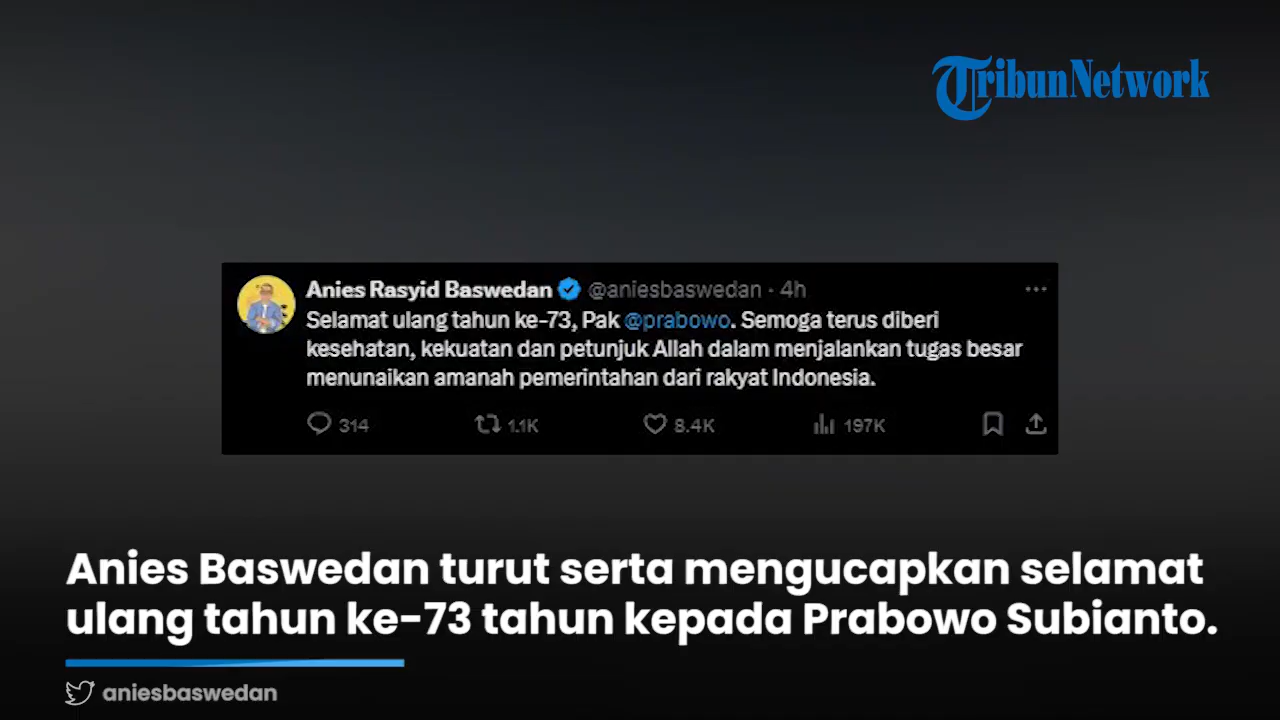 TribunNetwork
Anies Rasyid Baswedan @aniesbaswedan · 4h
Selamat ulang tahun ke-73, Pak @prabowo. Semoga terus diberi
kesehatan, kekuatan dan petunjuk Allah dalam menjalankan tugas besar
menunaikan amanah pemerintahan dari rakyat Indonesia.
314 1.1K 8.4K 197K
Anies Baswedan turut serta mengucapkan selamat
ulang tahun ke-73 tahun kepada Prabowo Subianto.
aniesbaswedan